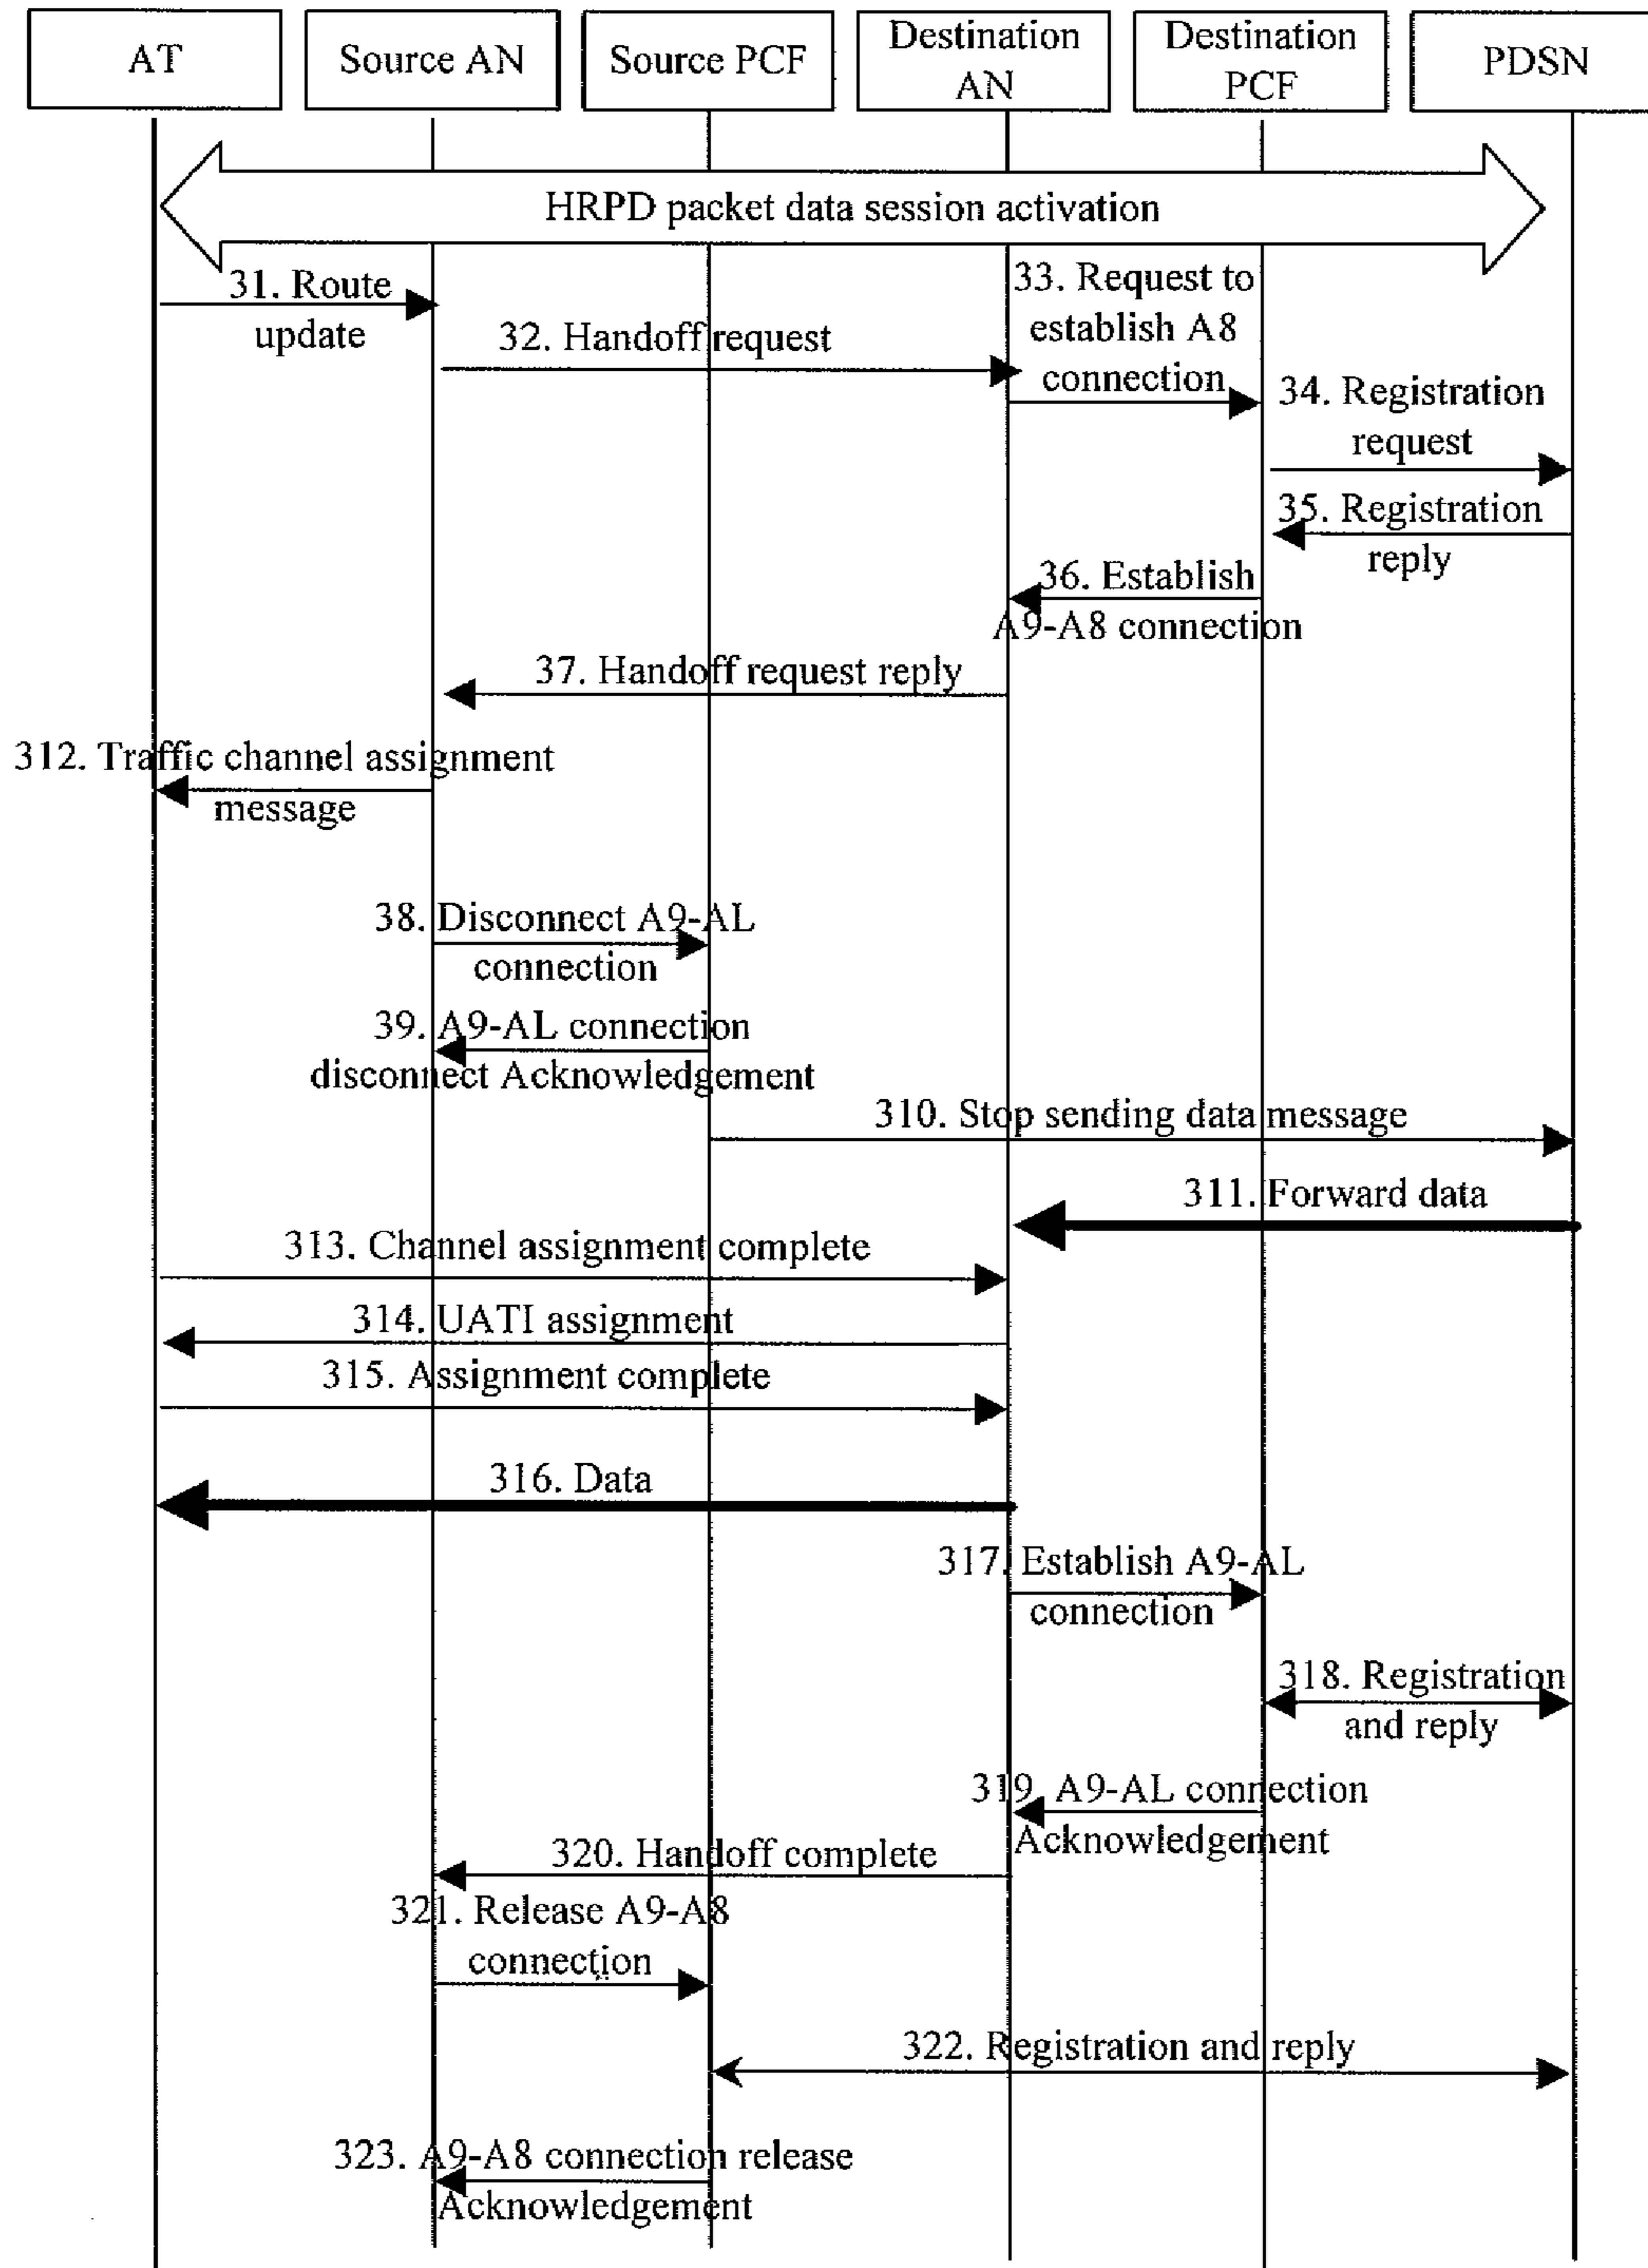 AT
Source AN
Source PCF
Destination
AN
Destination
PCF
PDSN
HRPD packet data session activation
31. Route
update
32. Handoff request
33. Request to
establish A8
connection
34. Registration
request
35. Registration
reply
36. Establish
A9-A8 connection
37. Handoff request reply
312. Traffic channel assignment
message
38. Disconnect A9-AL
connection
39. A9-AL connection
disconnect Acknowledgement
310. Stop sending data message
311. Forward data
313. Channel assignment complete
314. UATI assignment
315. Assignment complete
316. Data
317. Establish A9-AL
connection
318. Registration
and reply
319. A9-AL connection
Acknowledgement
320. Handoff complete
321. Release A9-A8
connection
322. Registration and reply
323. A9-A8 connection release
Acknowledgement